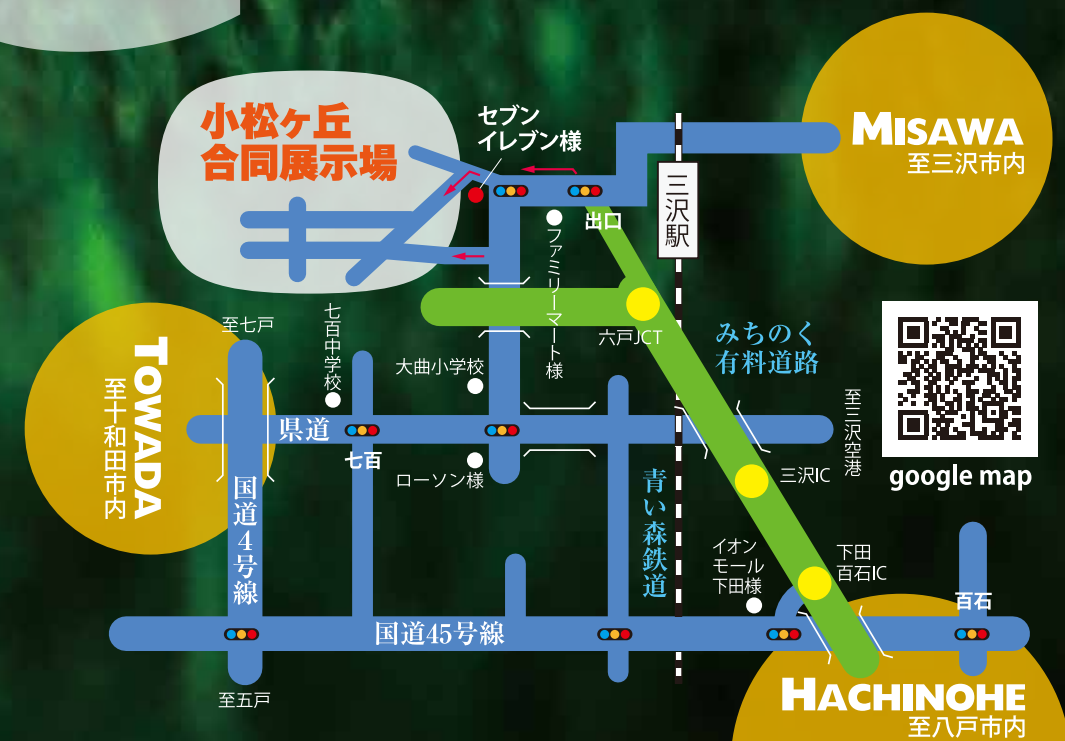 小松ヶ丘
合同展示場
セブン
イレブン様
MISAWA
至三沢市内
出口
三沢駅
ファミリーマート様
六戸JCT
みちのく
有料道路
至七戸
七百中学校
大曲小学校
TOWADA
至十和田市内
県道
七百
ローソン様
至三沢空港
google map
三沢IC
国道4号線
青い森鉄道
イオン
モール
下田様
下田
百石IC
百石
国道45号線
至五戸
HACHINOHE
至八戸市内